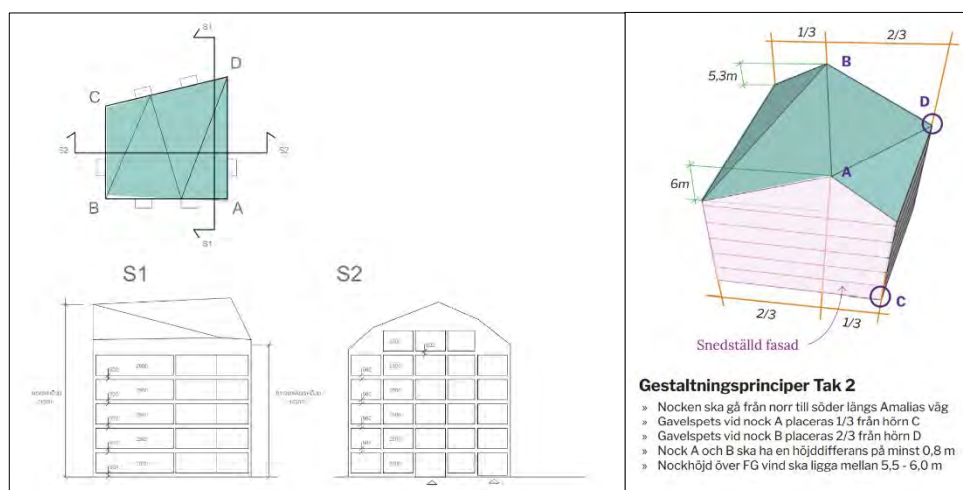 S1
D
C
S2
S2
B
A
S1
S1
S2
1/3
2/3
B
5,3m
D
A
6m
C
2/3
1/3
Snedställd fasad
Gestaltningsprinciper Tak 2
» Nocken ska gå från norr till söder längs Amalias väg
» Gavelspets vid nock A placeras 1/3 från hörn C
» Gavelspets vid nock B placeras 2/3 från hörn D
» Nock A och B ska ha en höjddifferans på minst 0,8 m
» Nockhöjd över FG vind ska ligga mellan 5,5 - 6,0 m